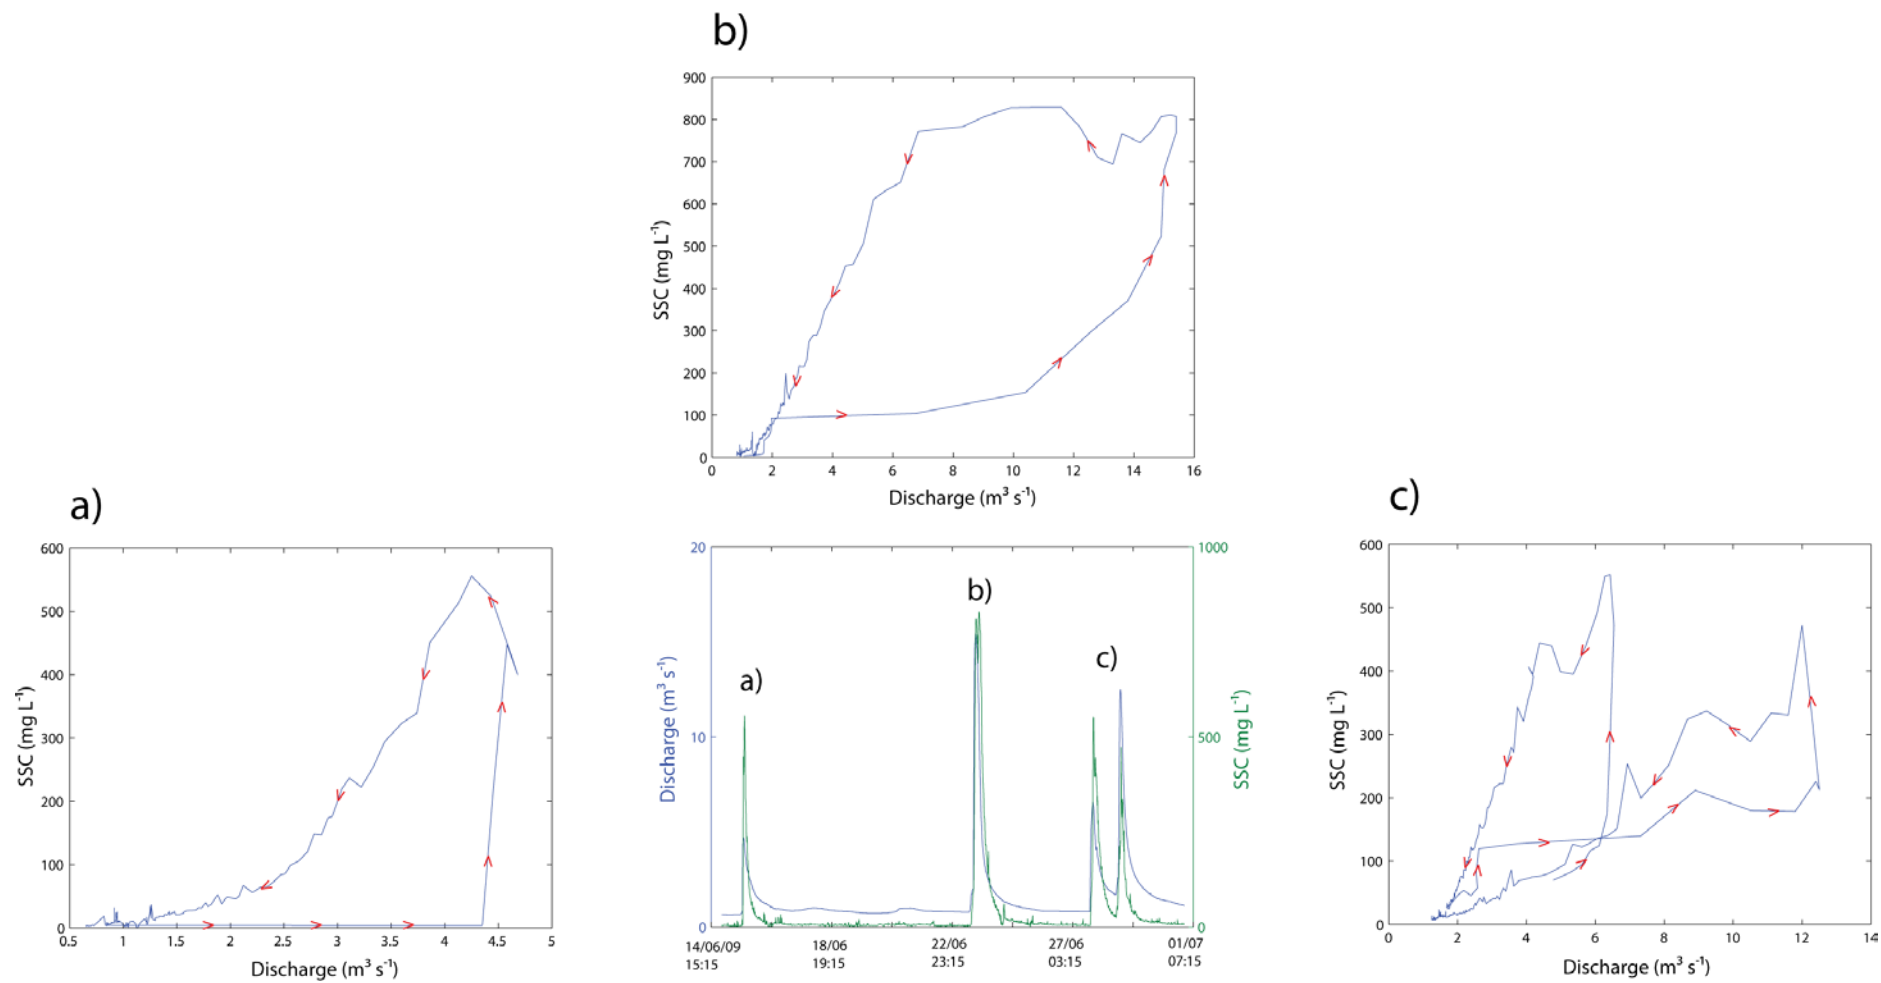 b)
900
800
700
600
500
400
300
200
100
0
SSC (mg L⁻¹)
0 2 4 6 8 10 12 14 16
Discharge (m³ s⁻¹)
a)
600
500
400
300
200
100
0
SSC (mg L⁻¹)
0.5 1 1.5 2 2.5 3 3.5 4 4.5 5
Discharge (m³ s⁻¹)
20
10
0
Discharge (m³ s⁻¹)
a)
b)
c)
1000
500
0
SSC (mg L⁻¹)
14/06/09 18/06 22/06 27/06 01/07
15:15 19:15 23:15 03:15 07:15
c)
600
500
400
300
200
100
0
SSC (mg L⁻¹)
0 2 4 6 8 10 12 14
Discharge (m³ s⁻¹)